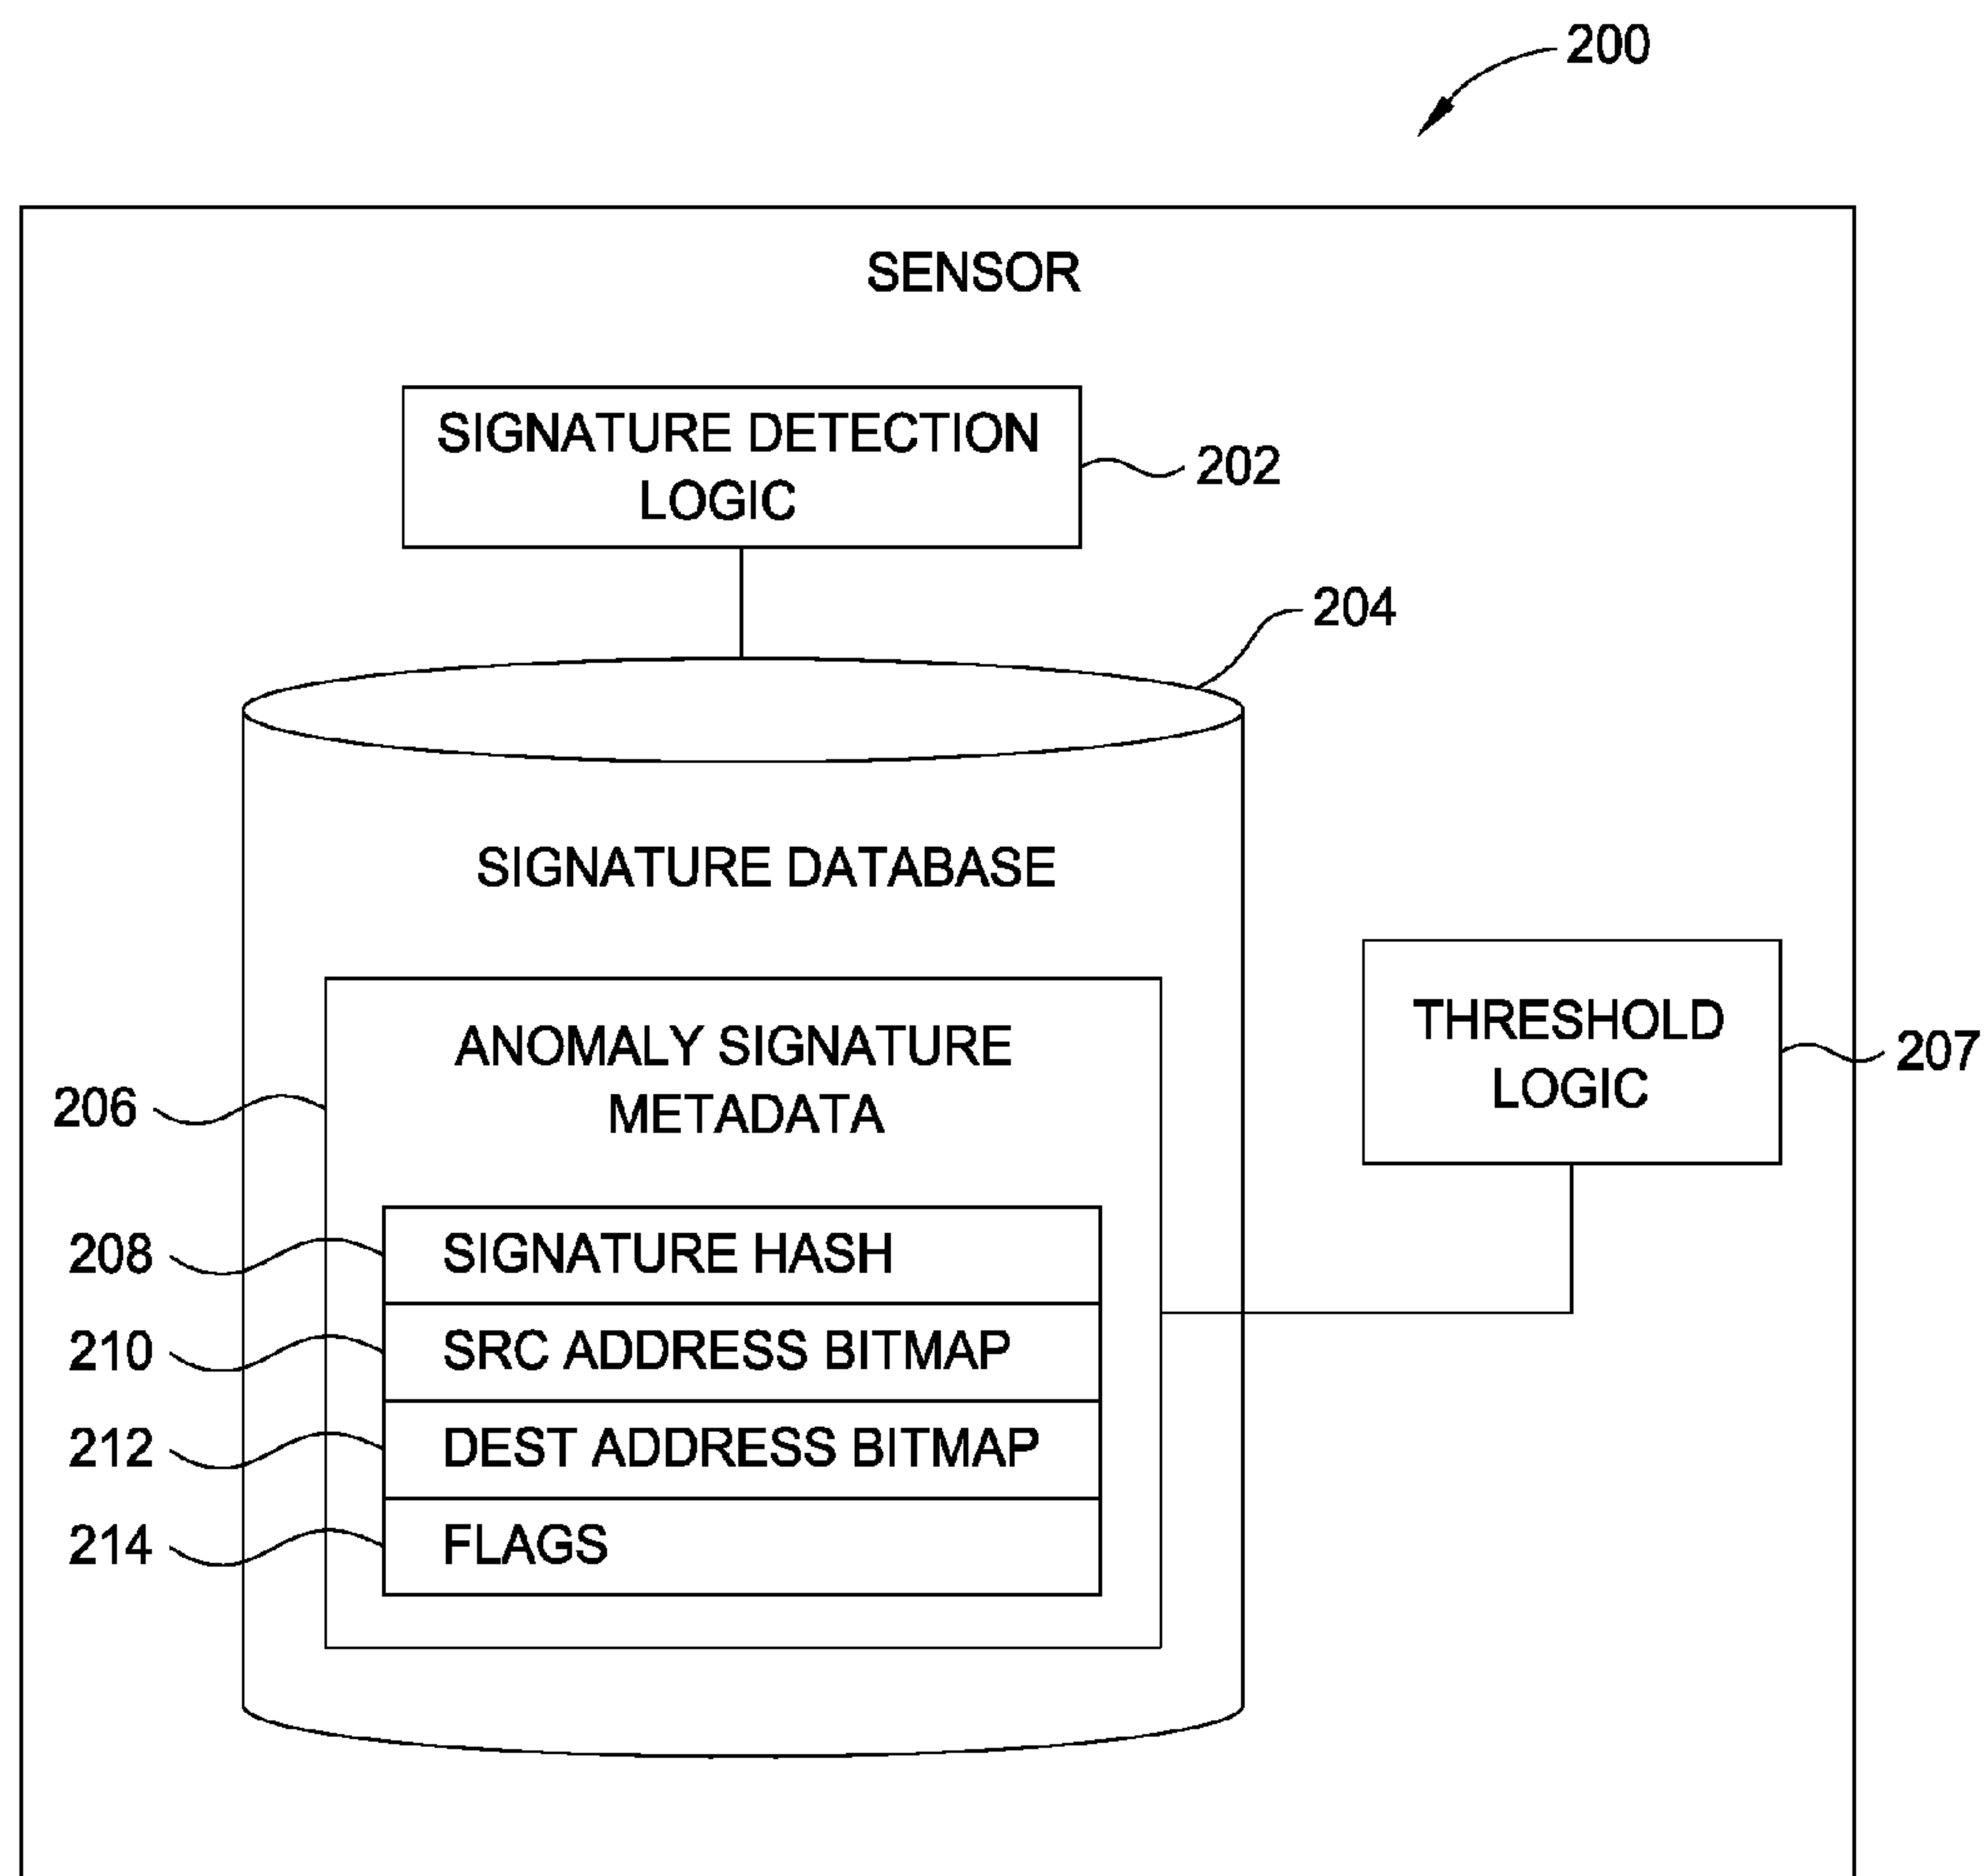 200
SENSOR
SIGNATURE DETECTION
LOGIC
202
204
SIGNATURE DATABASE
ANOMALY SIGNATURE
METADATA
206
THRESHOLD
LOGIC
207
208
SIGNATURE HASH
210
SRC ADDRESS BITMAP
212
DEST ADDRESS BITMAP
214
FLAGS